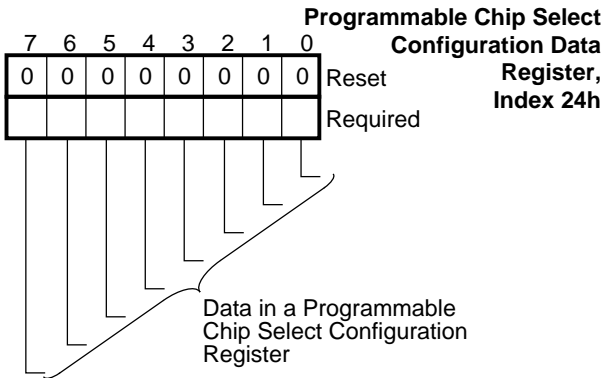 Programmable Chip Select
Configuration Data
Register,
Index 24h
7 6 5 4 3 2 1 0
0 0 0 0 0 0 0 0 Reset
Required
Data in a Programmable
Chip Select Configuration
Register